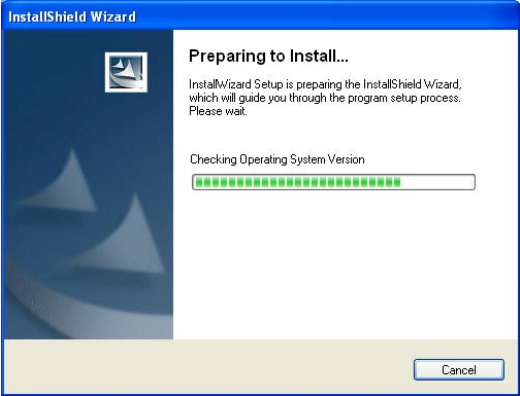 InstallShield Wizard
Preparing to Install...
InstallWizard Setup is preparing the InstallShield Wizard,
which will guide you through the program setup process.
Please wait.
Checking Operating System Version
Cancel